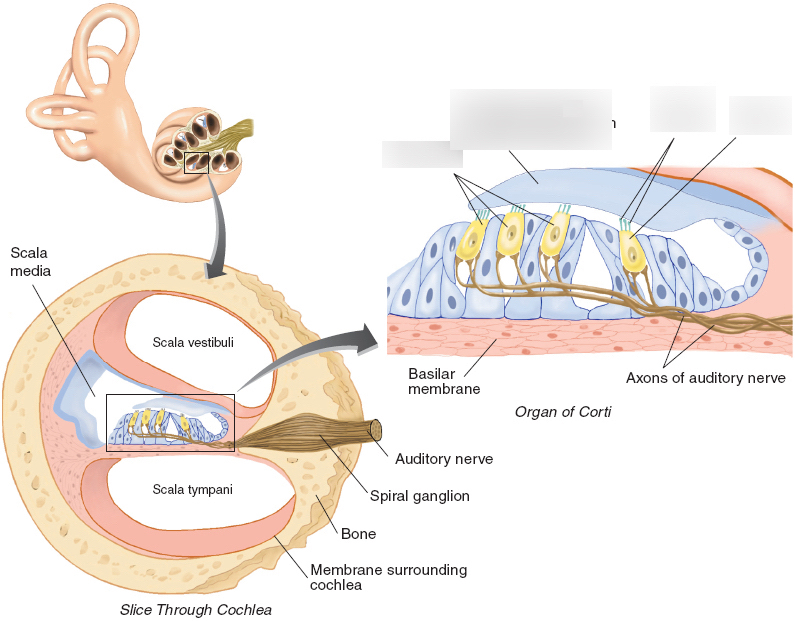 n
Scala
media
Scala vestibuli
Scala tympani
Basilar
membrane
Axons of auditory nerve
Organ of Corti
Auditory nerve
Spiral ganglion
Bone
Membrane surrounding
cochlea
Slice Through Cochlea